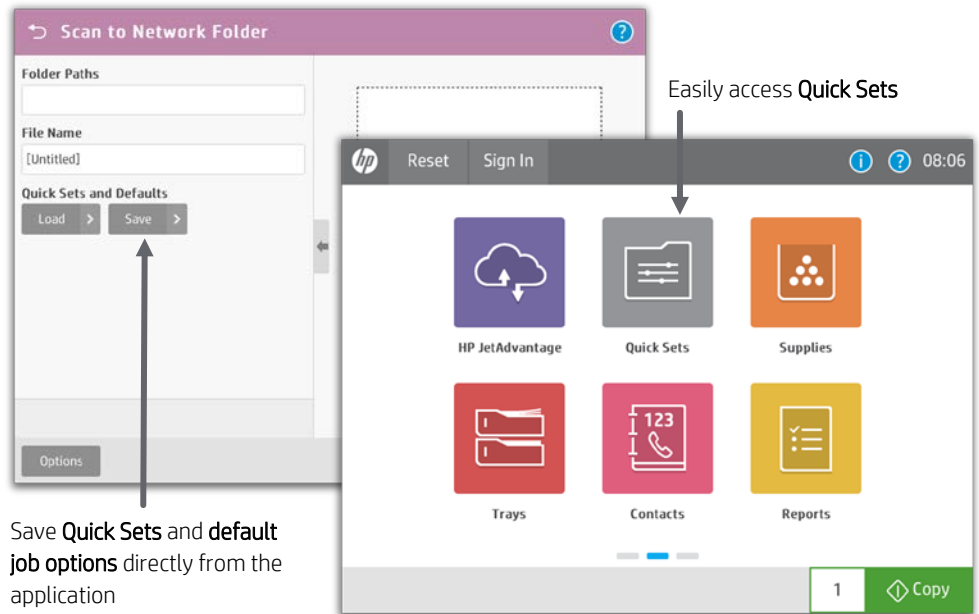 Scan to Network Folder
?
Folder Paths
File Name
[Untitled]
Quick Sets and Defaults
Load >
Save >
Options
Save Quick Sets and default
job options directly from the
application
Easily access Quick Sets
hp
Reset
Sign In
i
?
08:06
HP JetAdvantage
Quick Sets
Supplies
123
Trays
Contacts
Reports
1
Copy